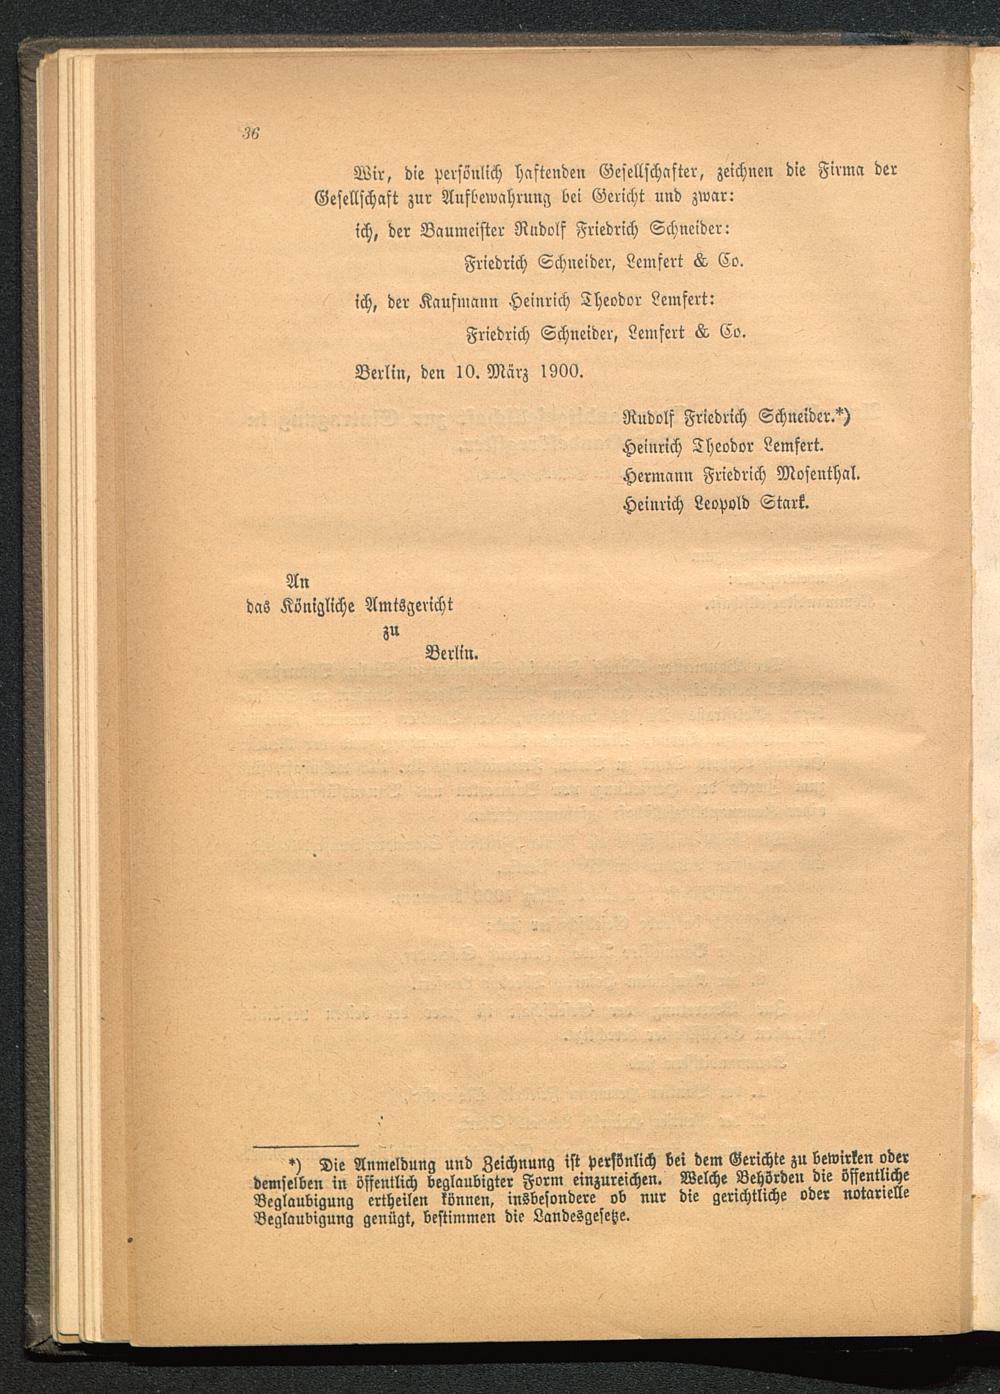 36
Wir, die persönlich haftenden Gesellschafter, zeichnen die Firma der
Gesellschaft zur Aufbewahrung bei Gericht und zwar:
ich, der Baumeister Rudolf Friedrich Schneider:
Friedrich Schneider, Lemfert & Co.
ich, der Kaufmann Heinrich Theodor Lemfert:
Friedrich Schneider, Lemfert & Co.
Berlin, den 10. März 1900.
Rudolf Friedrich Schneider.*)
Heinrich Theodor Lemfert.
Hermann Friedrich Mosenthal.
Heinrich Leopold Stark.
An
das Königliche Amtsgericht
zu
Berlin.
*) Die Anmeldung und Zeichnung ist persönlich bei dem Gerichte zu bewirken oder
demselben in öffentlich beglaubigter Form einzureichen. Welche Behörden die öffentliche
Beglaubigung ertheilen können, insbesondere ob nur die gerichtliche oder notarielle
Beglaubigung genügt, bestimmen die Landesgesetze.